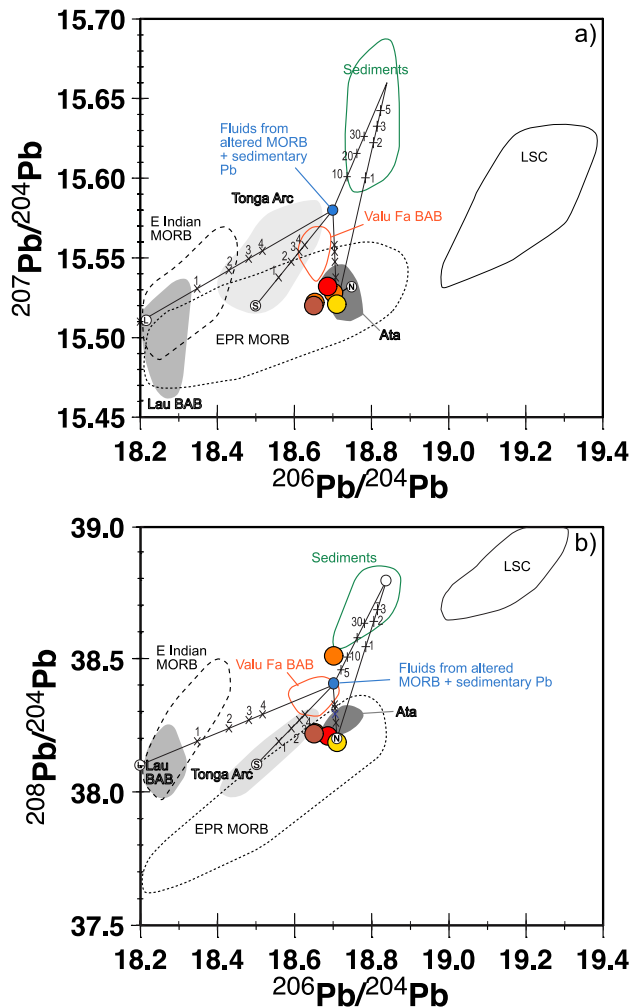 15.70
a)
Sediments
15.65
5
3
30
2
Fluids from
altered MORB
+ sedimentary
Pb
20
10
1
LSC
15.60
Tonga Arc
Valu Fa BAB
E Indian
MORB
4
15.55
4
3
2
3
2
1
1
N
L
S
15.50
EPR MORB
Ata
Lau BAB
15.45
18.2 18.4 18.6 18.8 19.0 19.2 19.4
207Pb/204Pb
206Pb/204Pb
39.0
b)
LSC
Sediments
3
30
2
38.5
E Indian
MORB
Valu Fa BAB
10
1
5
Fluids from altered
MORB + sedimentary Pb
Ata
1
2
3
4
L
Lau
BAB
Tonga Arc
S
1
2
N
38.0
EPR MORB
37.5
18.2 18.4 18.6 18.8 19.0 19.2 19.4
208Pb/204Pb
206Pb/204Pb